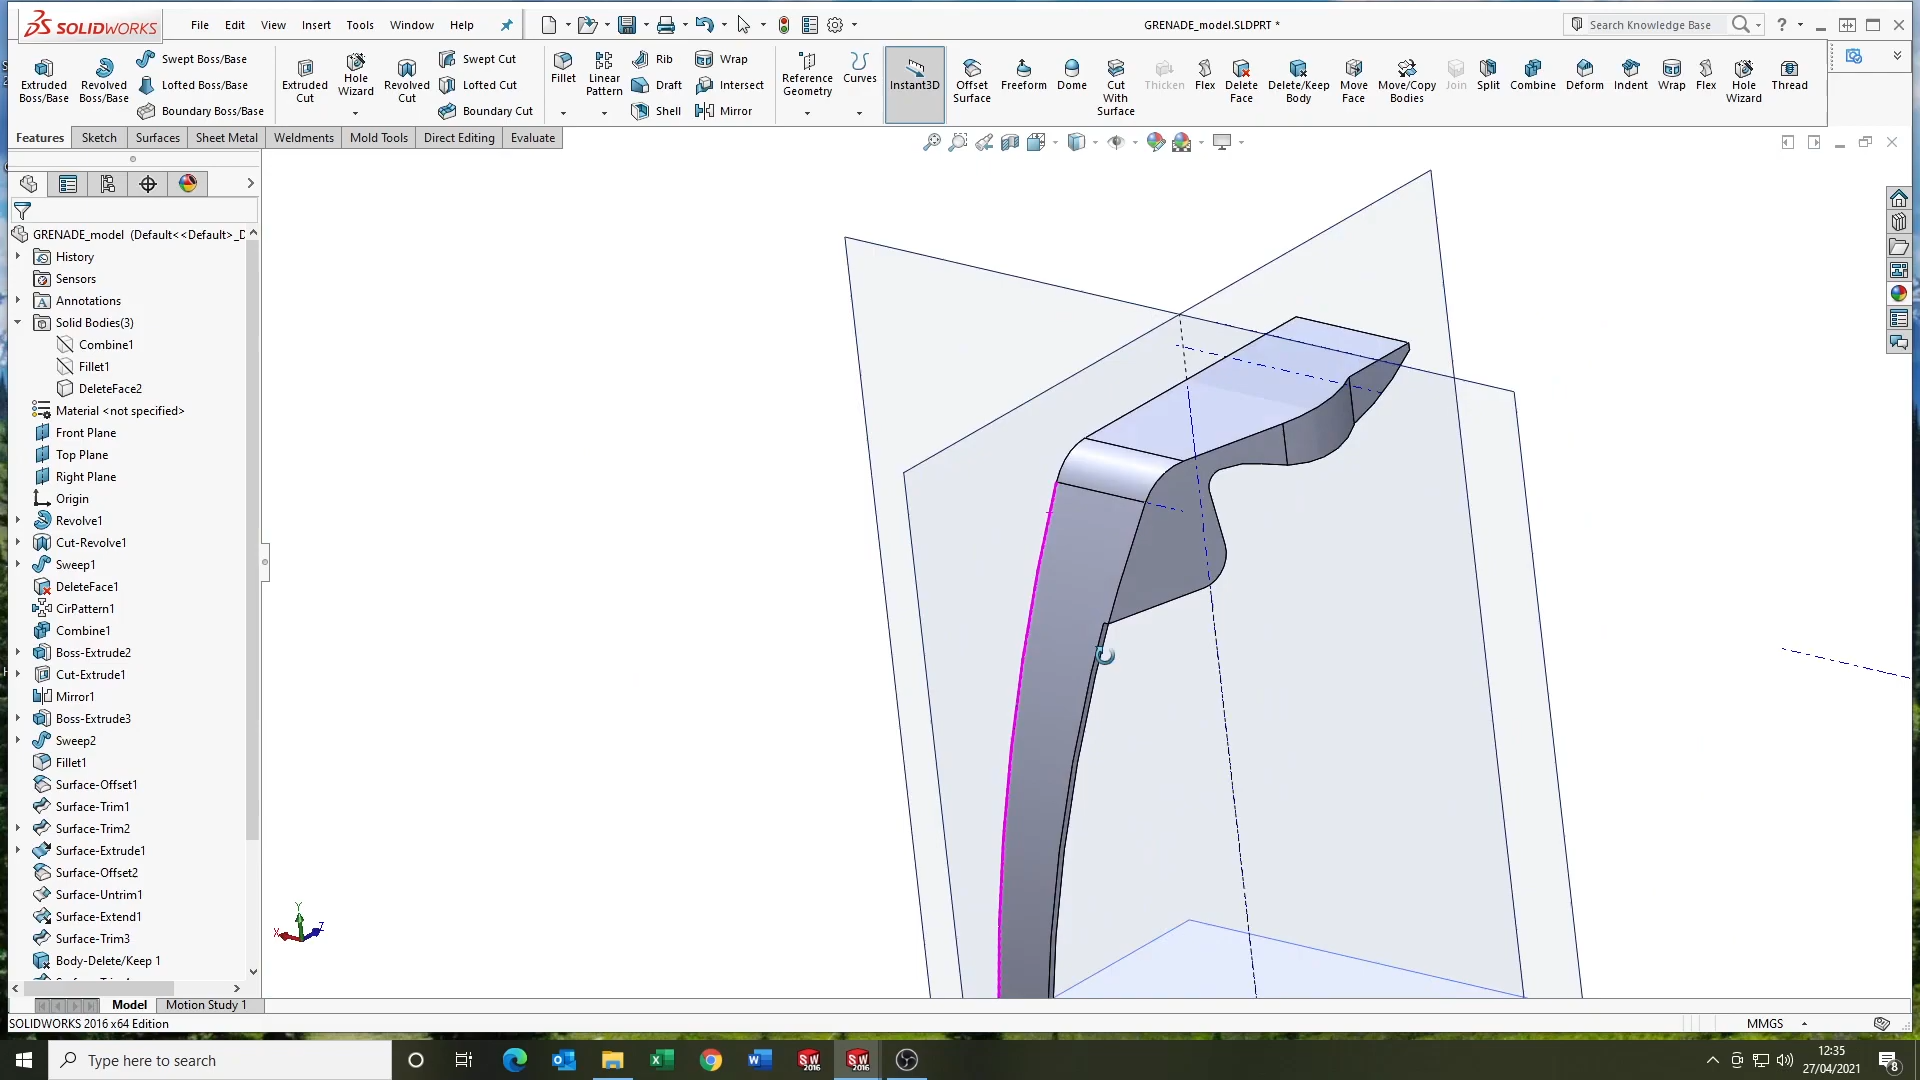 SOLIDWORKS
File Edit View Insert Tools Window Help
GRENADE_model.SLDPRT *
Search Knowledge Base
Extruded Boss/Base
Revolved Boss/Base
Swept Boss/Base
Lofted Boss/Base
Boundary Boss/Base
Extruded Cut
Hole Wizard
Revolved Cut
Swept Cut
Lofted Cut
Boundary Cut
Fillet
Linear Pattern
Rib
Draft
Shell
Wrap
Intersect
Mirror
Reference Geometry
Curves
Instant3D
Offset Surface
Freeform
Dome
Cut With Surface
Thicken
Flex
Delete Face
Delete/Keep Body
Move Face
Move/Copy Bodies
Join
Split
Combine
Deform
Indent
Wrap
Flex
Hole Wizard
Thread
Features Sketch Surfaces Sheet Metal Weldments Mold Tools Direct Editing Evaluate
GRENADE_model (Default<<Default>_D
History
Sensors
Annotations
Solid Bodies(3)
Combine1
Fillet1
DeleteFace2
Material <not specified>
Front Plane
Top Plane
Right Plane
Origin
Revolve1
Cut-Revolve1
Sweep1
DeleteFace1
CirPattern1
Combine1
Boss-Extrude2
Cut-Extrude1
Mirror1
Boss-Extrude3
Sweep2
Fillet1
Surface-Offset1
Surface-Trim1
Surface-Trim2
Surface-Extrude1
Surface-Offset2
Surface-Untrim1
Surface-Extend1
Surface-Trim3
Body-Delete/Keep 1
Y
X
Z
Model Motion Study 1
SOLIDWORKS 2016 x64 Edition
MMGS
Type here to search
12:35
27/04/2021
8